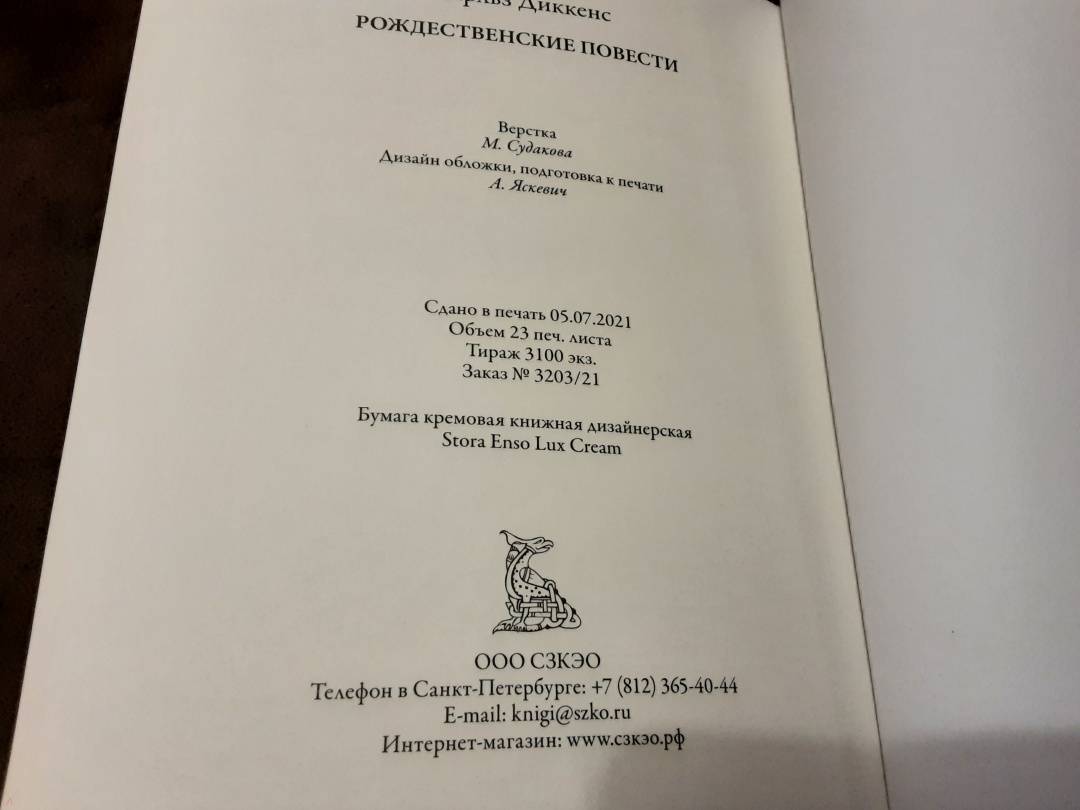 Диккенс
РОЖДЕСТВЕНСКИЕ ПОВЕСТИ
Верстка
М. Судакова
Дизайн обложки, подготовка к печати
А. Яскевич
Сдано в печать 05.07.2021
Объем 23 печ. листа
Тираж 3100 экз.
Заказ № 3203/21
Бумага кремовая книжная дизайнерская
Stora Enso Lux Cream
ООО СЗКЭО
Телефон в Санкт-Петербурге: +7 (812) 365-40-44
E-mail: knigi@szko.ru
Интернет-магазин: www.сзкэо.рф